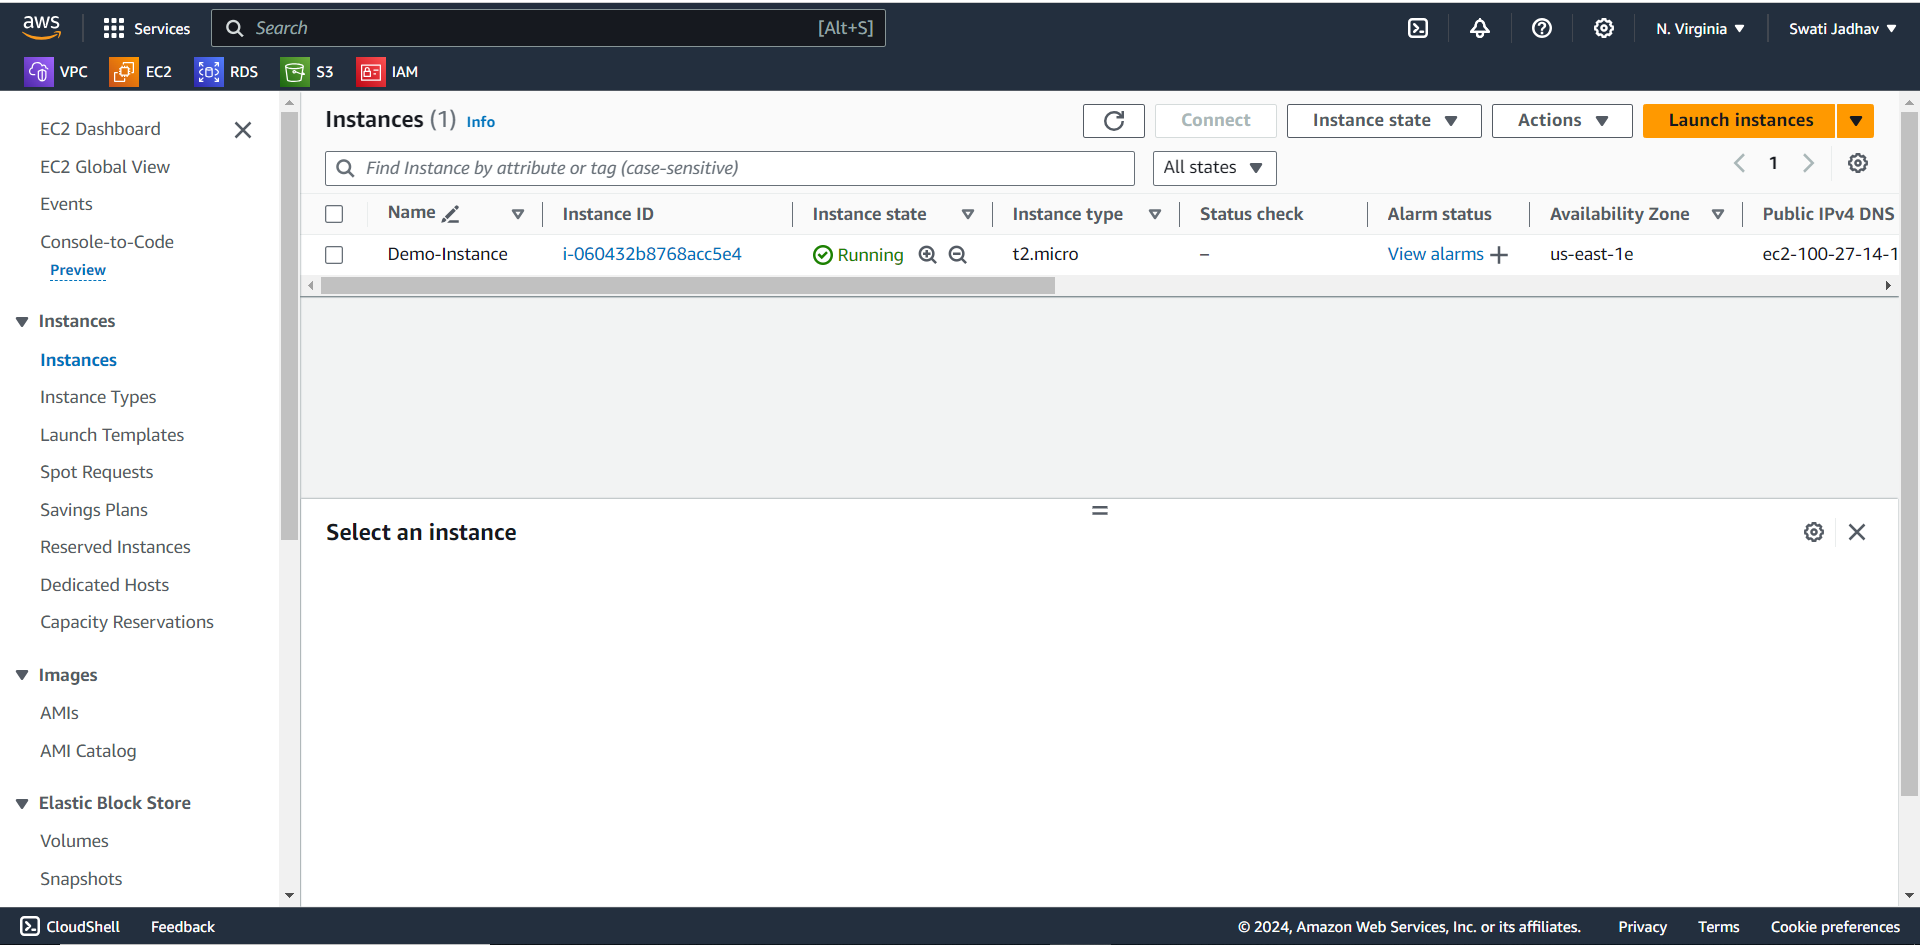 aws
Services
Search
[Alt+S]
N. Virginia
Swati Jadhav
VPC
EC2
RDS
S3
IAM
EC2 Dashboard
EC2 Global View
Events
Console-to-Code
Preview
Instances
Instances
Instance Types
Launch Templates
Spot Requests
Savings Plans
Reserved Instances
Dedicated Hosts
Capacity Reservations
Images
AMIs
AMI Catalog
Elastic Block Store
Volumes
Snapshots
Instances (1) Info
Connect
Instance state
Actions
Launch instances
Find Instance by attribute or tag (case-sensitive)
All states
1
Name
Instance ID
Instance state
Instance type
Status check
Alarm status
Availability Zone
Public IPv4 DNS
Demo-Instance
i-060432b8768acc5e4
Running
t2.micro
–
View alarms
us-east-1e
ec2-100-27-14-1
Select an instance
CloudShell
Feedback
© 2024, Amazon Web Services, Inc. or its affiliates.
Privacy
Terms
Cookie preferences